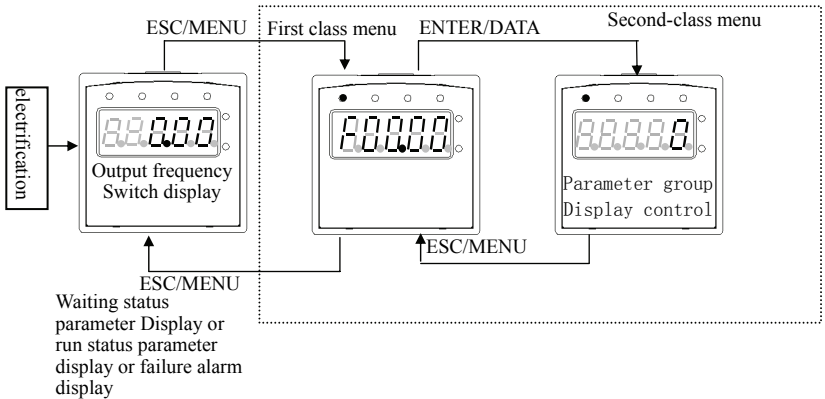 ESC/MENU
First class menu
ENTER/DATA
Second-class menu
electrification
0.00
Output frequency
Switch display
F00.00
0
Parameter group
Display control
ESC/MENU
ESC/MENU
Waiting status
parameter Display or
run status parameter
display or failure alarm
display